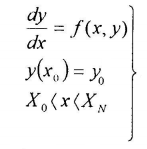 dy/dx = f(x, y)
y(x₀) = y₀
X₀ ⟨ x ⟨ X_N